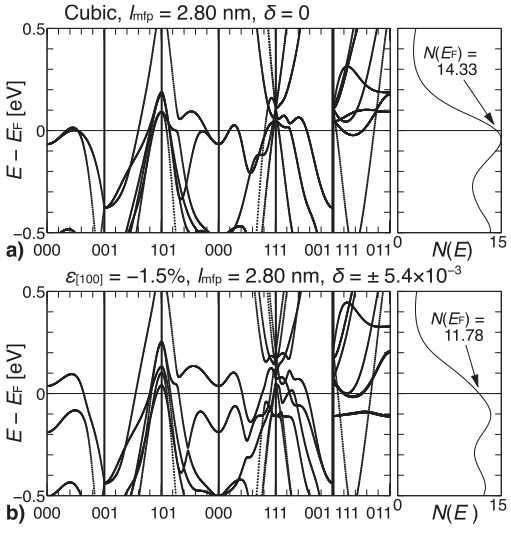 Cubic, lmfp = 2.80 nm, δ = 0
0.5
0
−0.5
E − EF [eV]
N(EF) =
14.33
a)
000 001 101 000 111 001 111 011
0 15
N(E)
ε[100] = −1.5%, lmfp = 2.80 nm, δ = ± 5.4×10−3
0.5
0
−0.5
E − EF [eV]
N(EF) =
11.78
b)
000 001 101 000 111 001 111 011
0 15
N(E )